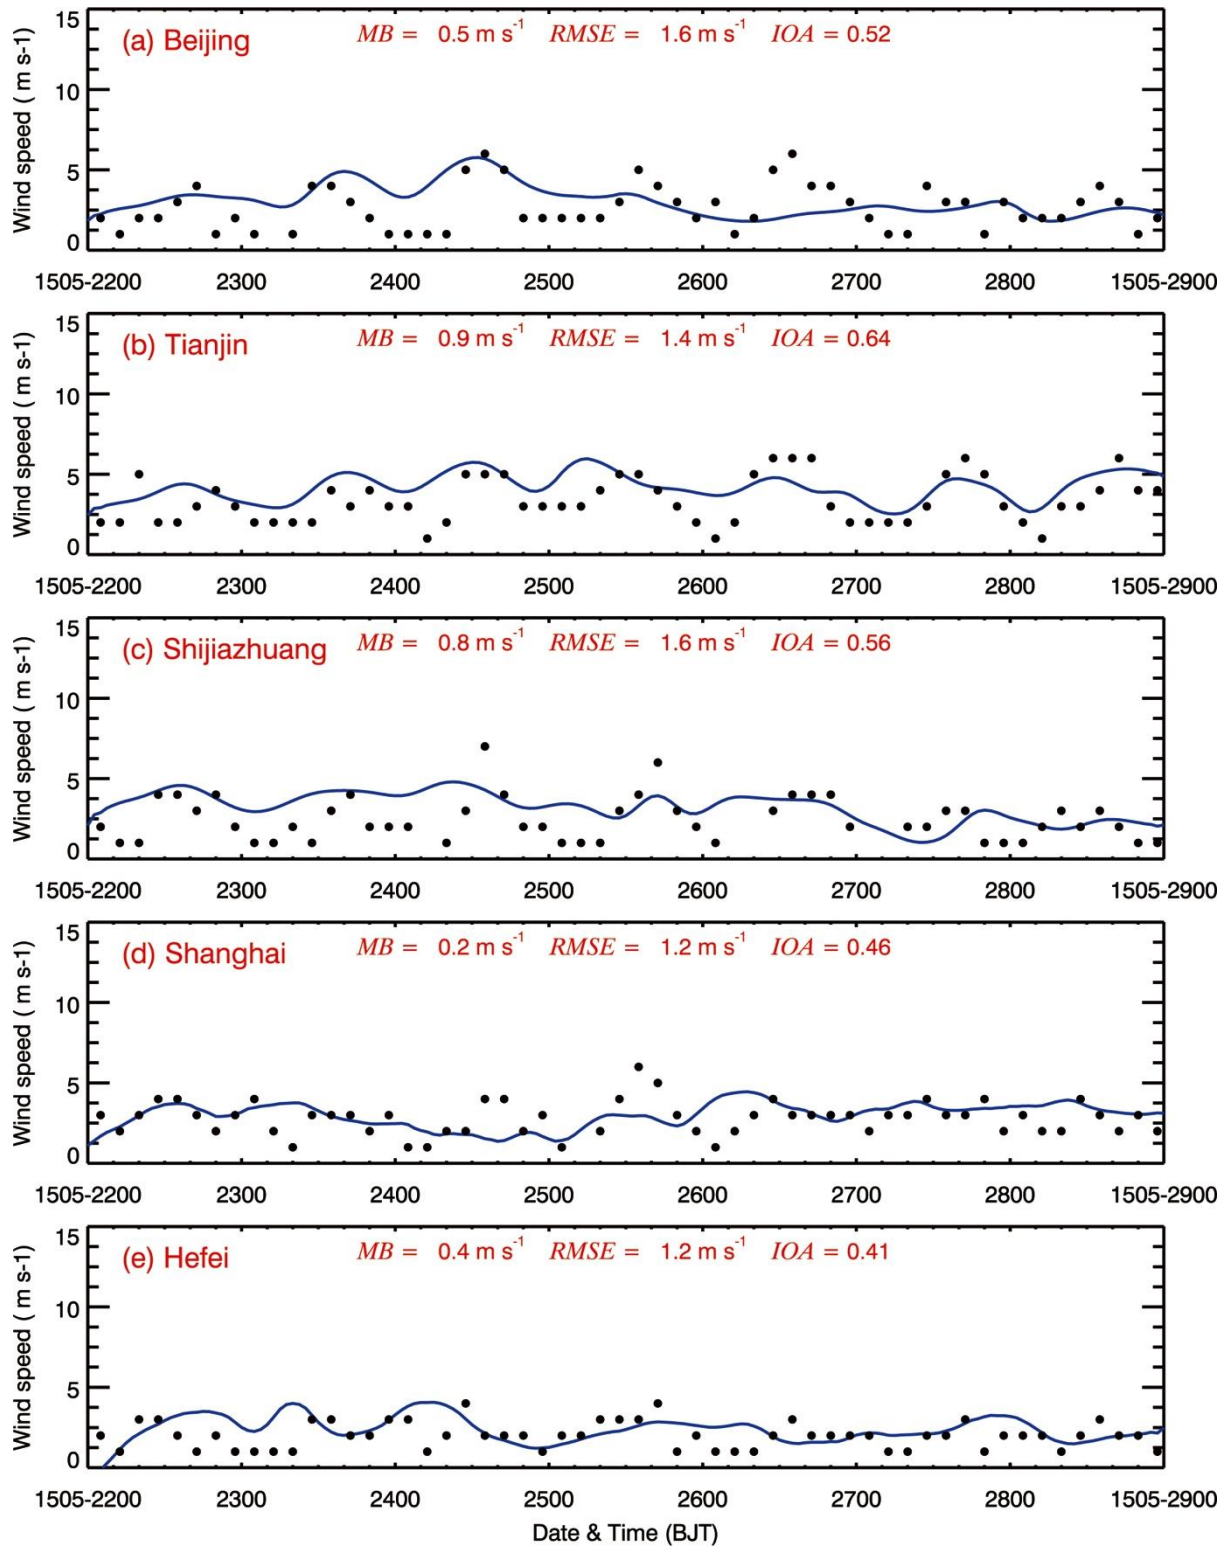 (a) Beijing MB = 0.5 m s-1 RMSE = 1.6 m s-1 IOA = 0.52
Wind speed ( m s-1)
15
10
5
0
1505-2200 2300 2400 2500 2600 2700 2800 1505-2900
(b) Tianjin MB = 0.9 m s-1 RMSE = 1.4 m s-1 IOA = 0.64
Wind speed ( m s-1)
15
10
5
0
1505-2200 2300 2400 2500 2600 2700 2800 1505-2900
(c) Shijiazhuang MB = 0.8 m s-1 RMSE = 1.6 m s-1 IOA = 0.56
Wind speed ( m s-1)
15
10
5
0
1505-2200 2300 2400 2500 2600 2700 2800 1505-2900
(d) Shanghai MB = 0.2 m s-1 RMSE = 1.2 m s-1 IOA = 0.46
Wind speed ( m s-1)
15
10
5
0
1505-2200 2300 2400 2500 2600 2700 2800 1505-2900
(e) Hefei MB = 0.4 m s-1 RMSE = 1.2 m s-1 IOA = 0.41
Wind speed ( m s-1)
15
10
5
0
1505-2200 2300 2400 2500 2600 2700 2800 1505-2900
Date & Time (BJT)